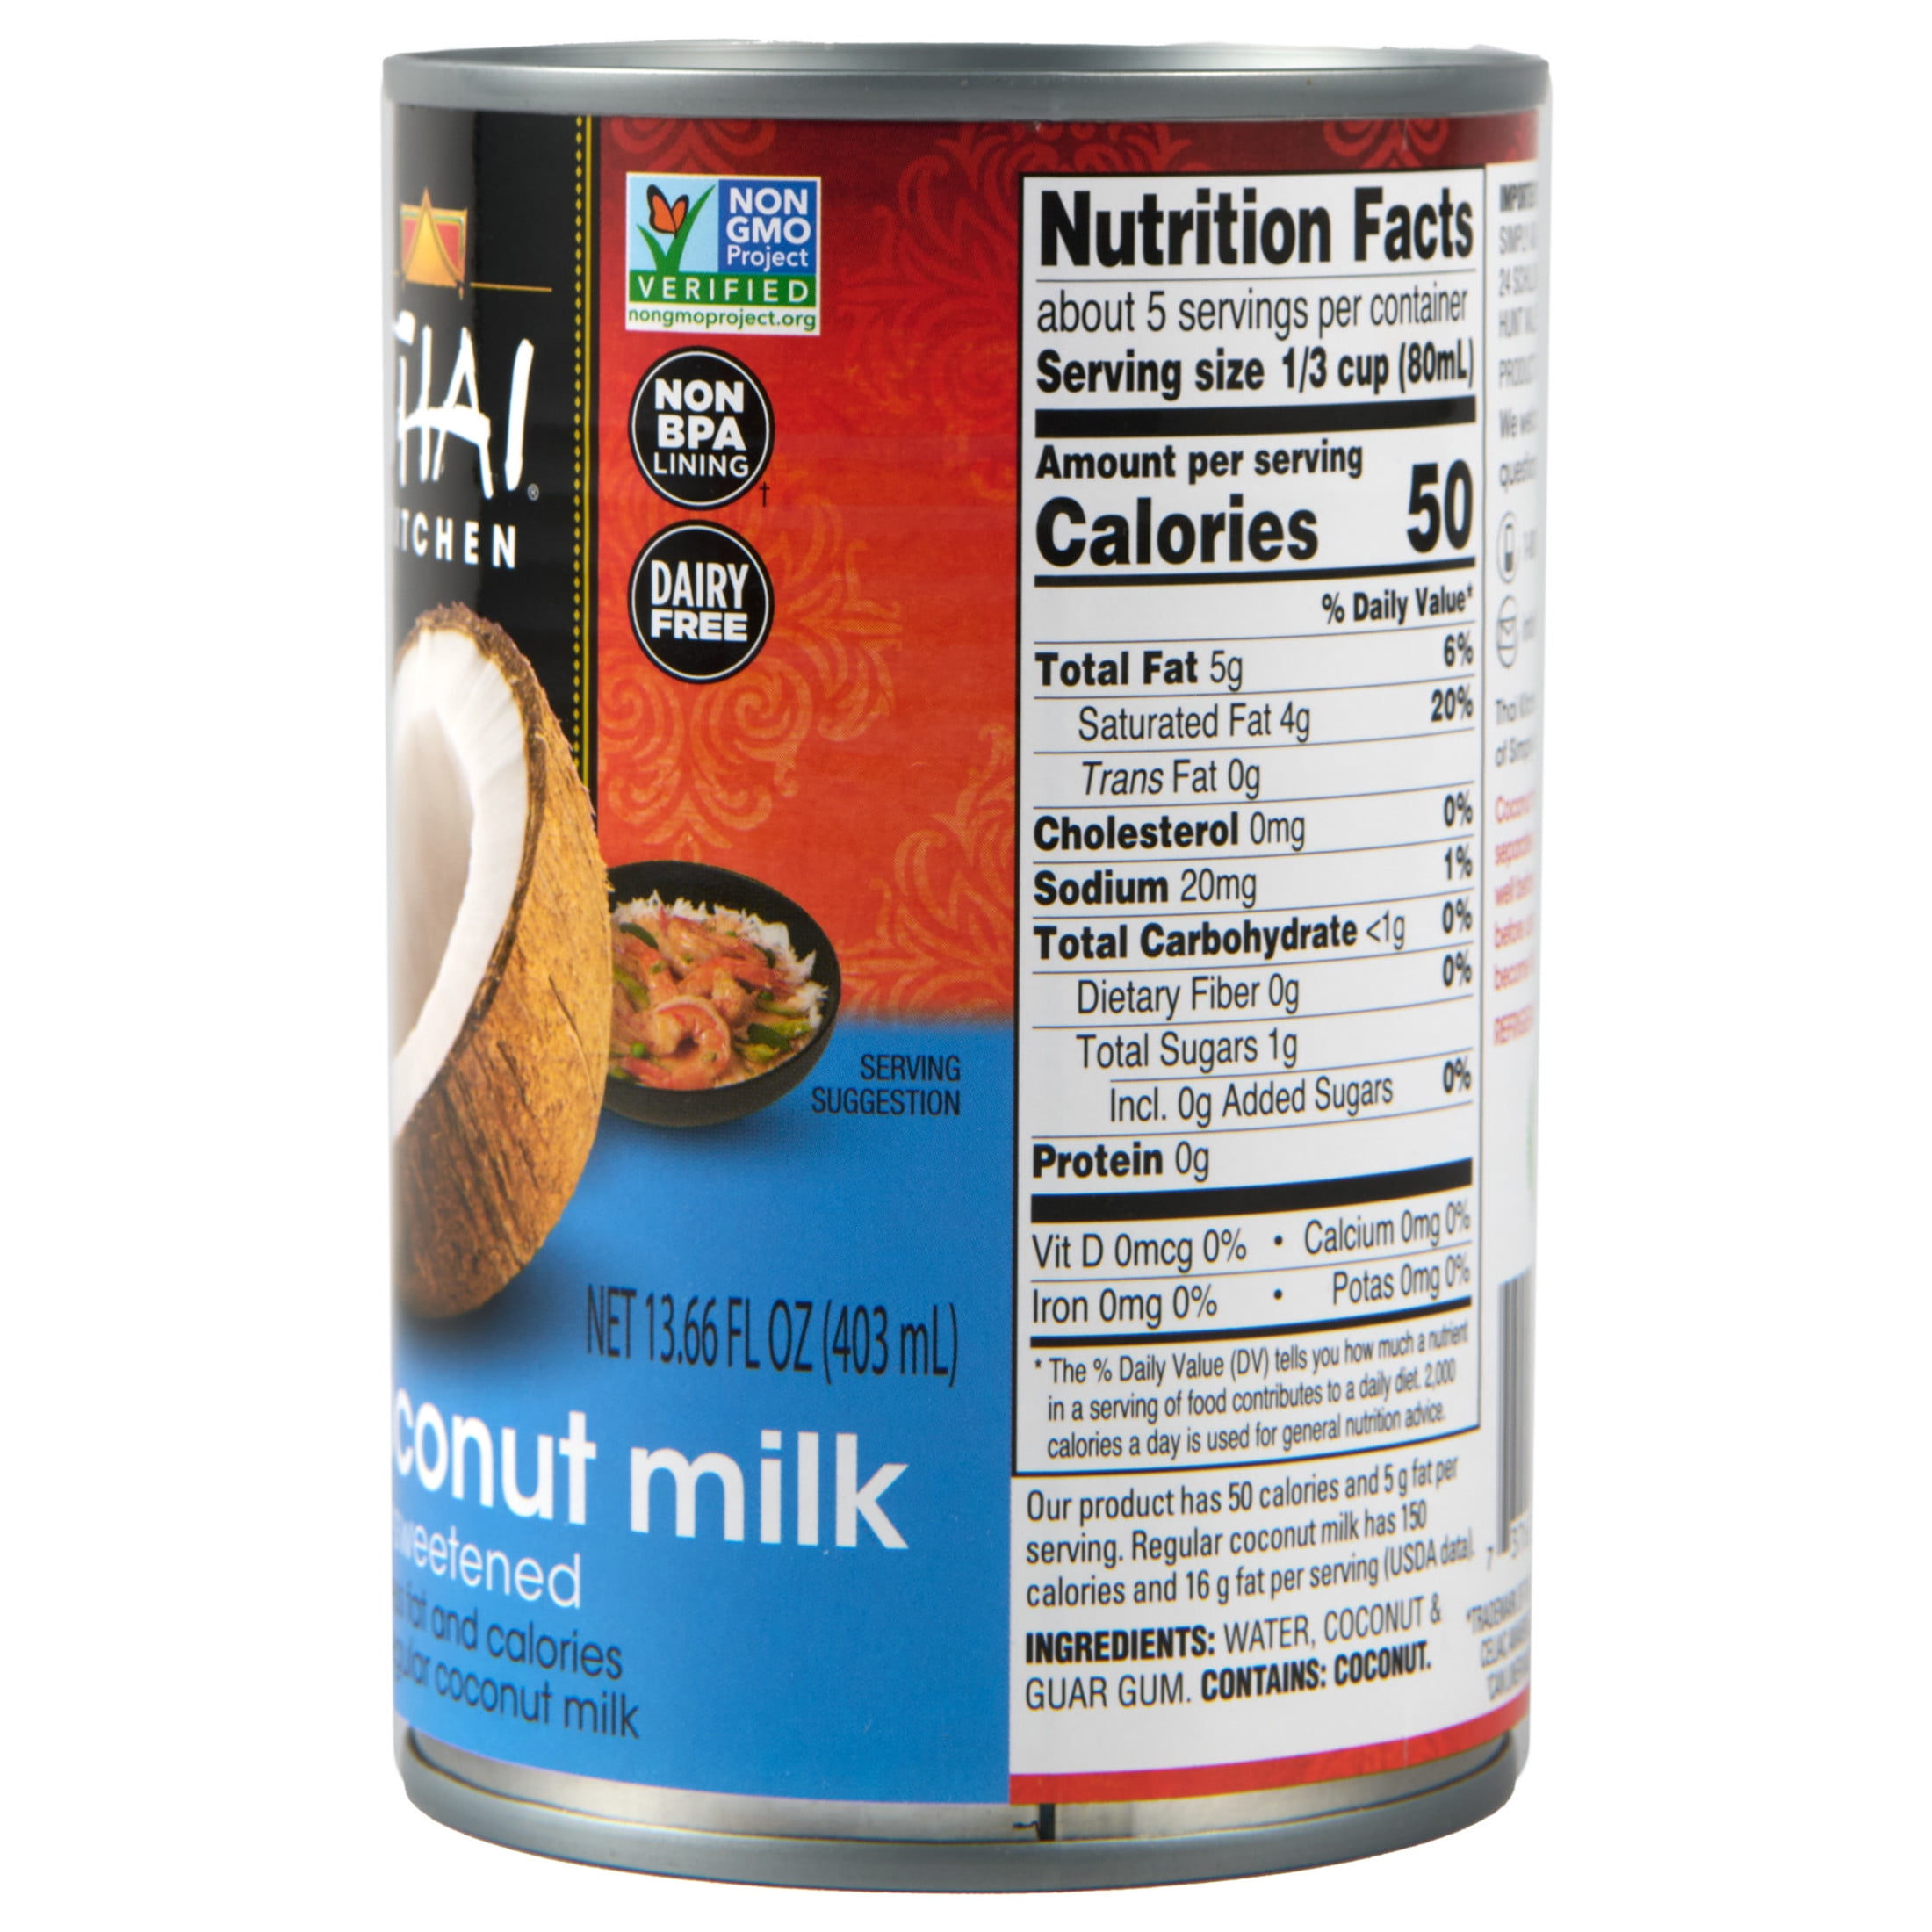 THAI
KITCHEN
®
NON
GMO
Project
VERIFIED
nongmoproject.org
NON
BPA
LINING
†
DAIRY
FREE
SERVING
SUGGESTION
NET 13.66 FL OZ (403 mL)
conut milk
weetened
fat and calories
coconut milk
Nutrition Facts
about 5 servings per container
Serving size 1/3 cup (80mL)
Amount per serving
Calories 50
% Daily Value*
Total Fat 5g 6%
Saturated Fat 4g 20%
Trans Fat 0g
Cholesterol 0mg 0%
Sodium 20mg 1%
Total Carbohydrate <1g 0%
Dietary Fiber 0g 0%
Total Sugars 1g
Incl. 0g Added Sugars 0%
Protein 0g
Vit D 0mcg 0% • Calcium 0mg 0%
Iron 0mg 0% • Potas 0mg 0%
* The % Daily Value (DV) tells you how much a nutrient
in a serving of food contributes to a daily diet. 2,000
calories a day is used for general nutrition advice.
Our product has 50 calories and 5 g fat per
serving. Regular coconut milk has 150
calories and 16 g fat per serving (USDA data).
INGREDIENTS: WATER, COCONUT &
GUAR GUM. CONTAINS: COCONUT.
24
We
of
well
7